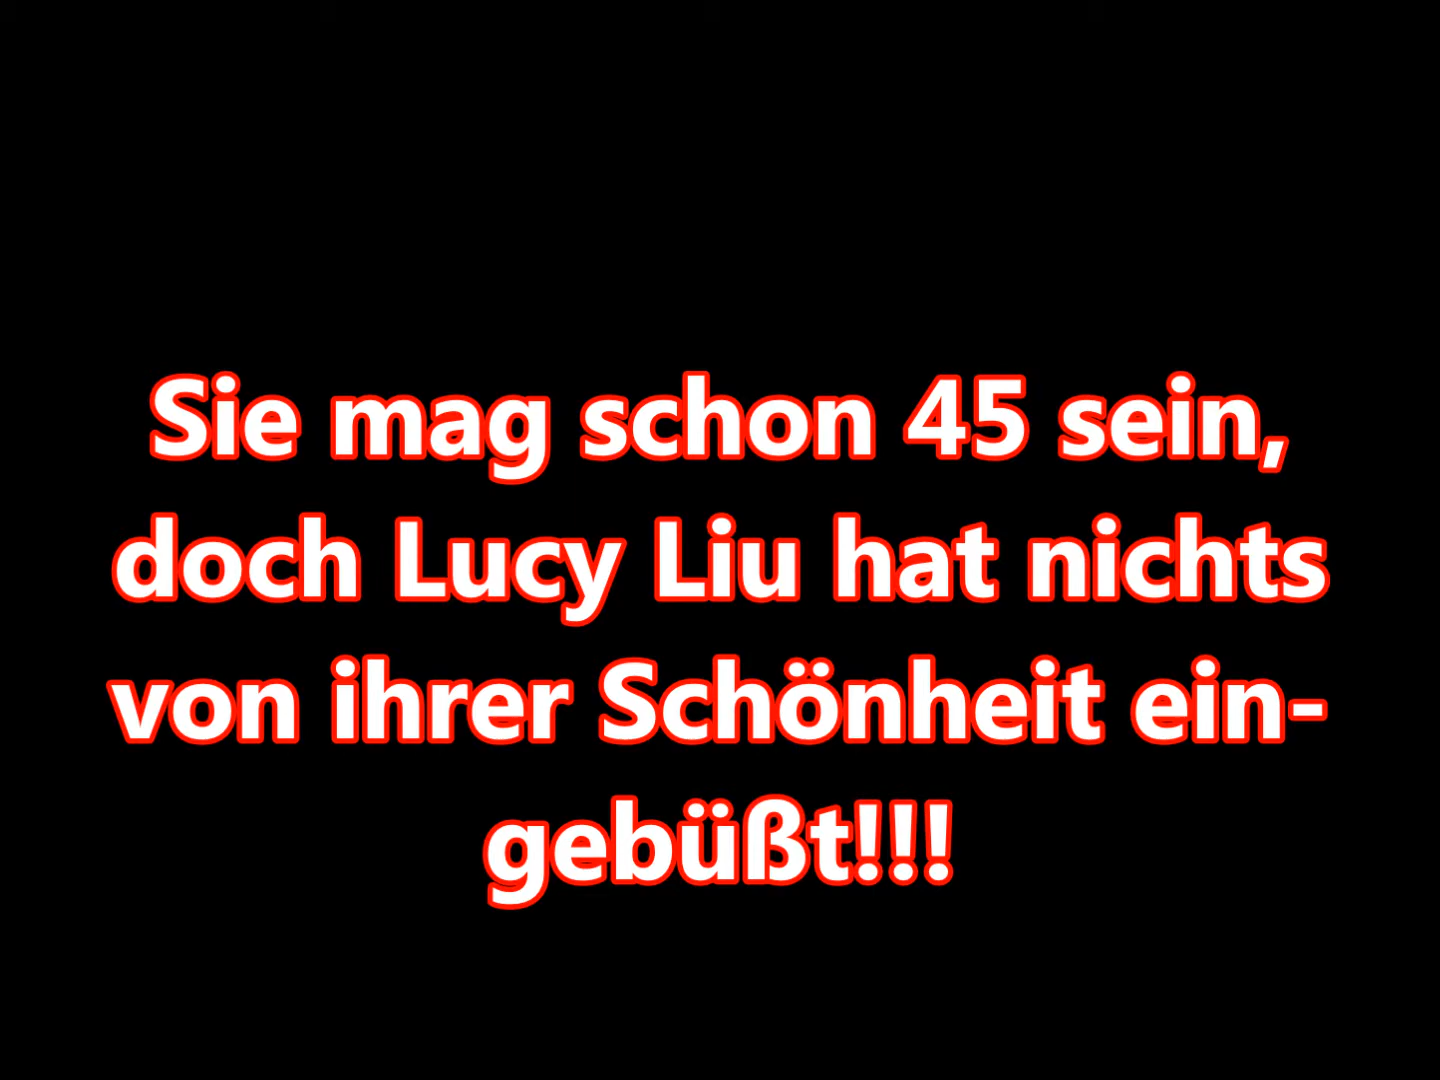 Sie mag schon 45 sein,
doch Lucy Liu hat nichts
von ihrer Schönheit ein-
gebüßt!!!